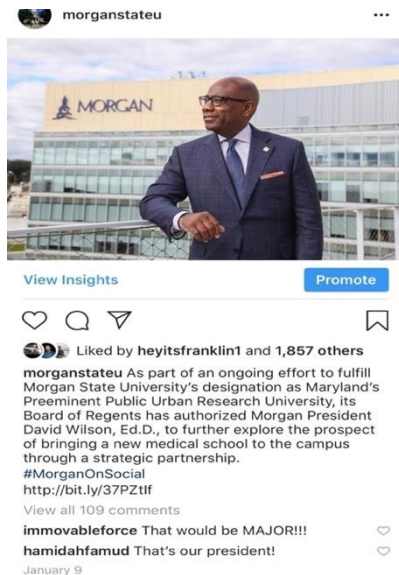 morgansteu
MORGAN
View Insights
Promote
Liked by heyitsfranklin1 and 1,857 others
morganstateu As part of an ongoing effort to fulfill
Morgan State University's designation as Maryland's
Preeminent Public Urban Research University, its
Board of Regents has authorized Morgan President
David Wilson, Ed.D., to further explore the prospect
of bringing a new medical school to the campus
through a strategic partnership.
#MorganOnSocial
http://bit.ly/37PZtlf
View all 109 comments
immovableforce That would be MAJOR!!!
hamidahfamud That's our president!
January 9